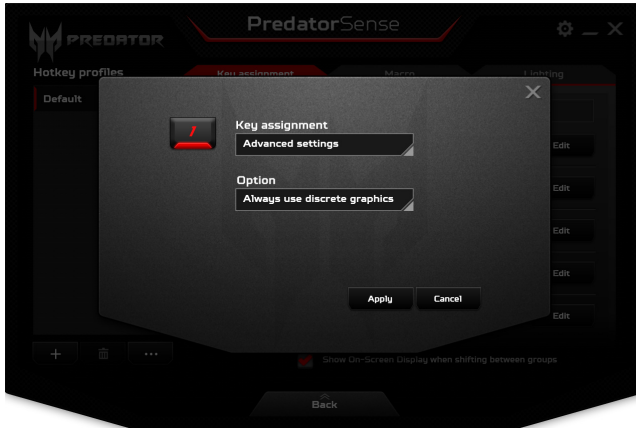 PREDATOR
PredatorSense
Hotkey profiles
Key assignment
Macro
Lighting
Default
1
Key assignment
Advanced settings
Edit
Option
Edit
Always use discrete graphics
Edit
Edit
Apply
Cancel
Edit
Show On-Screen Display when shifting between groups
Back